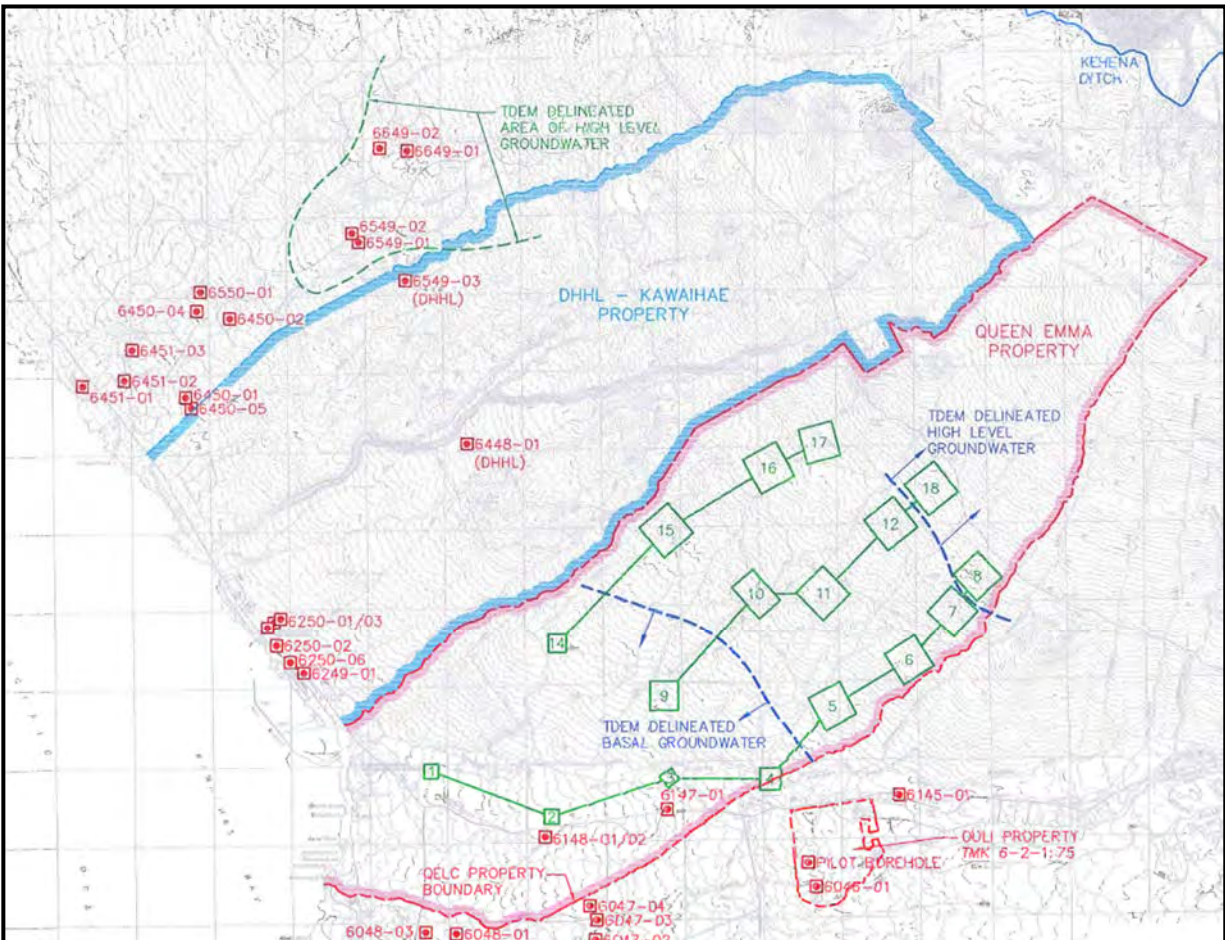 KEHENA
DITCH
TDEM DELINEATED
AREA OF HIGH LEVEL
GROUNDWATER
6649-02
6649-01
6549-02
6549-01
6549-03
(DHHL)
DHHL - KAWAIHAE
PROPERTY
6550-01
6450-04
6450-02
6451-03
6451-02
6451-01
6450-01
6450-05
QUEEN EMMA
PROPERTY
6448-01
(DHHL)
TDEM DELINEATED
HIGH LEVEL
GROUNDWATER
17
16
18
15
12
8
10
11
7
14
6
9
5
6250-01/03
6250-02
6250-06
6249-01
TDEM DELINEATED
BASAL GROUNDWATER
1
3
4
2
6147-01
6145-01
6148-01/02
OULI PROPERTY
TMK 6-2-1:75
PILOT BOREHOLE
6046-01
QELC PROPERTY
BOUNDARY
6047-04
6047-03
6047-02
6048-03
6048-01